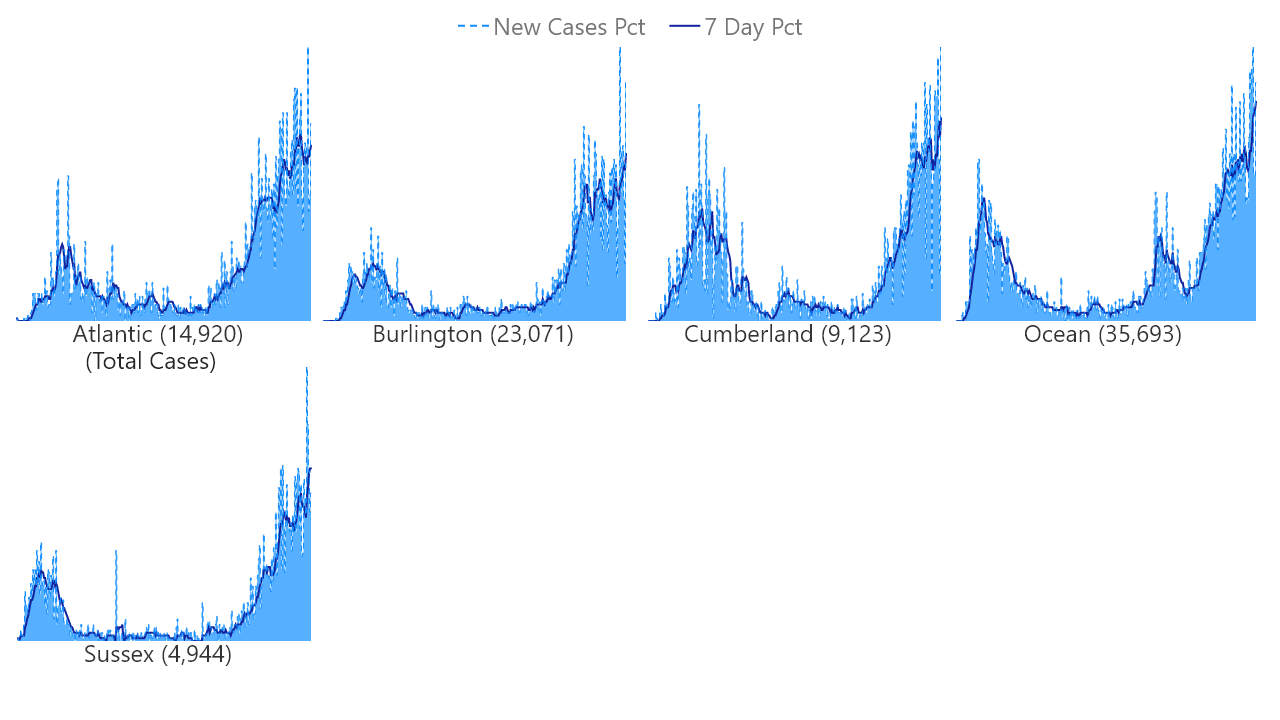 New Cases Pct 7 Day Pct
Atlantic (14,920) Burlington (23,071) Cumberland (9,123) Ocean (35,693)
(Total Cases)
Sussex (4,944)